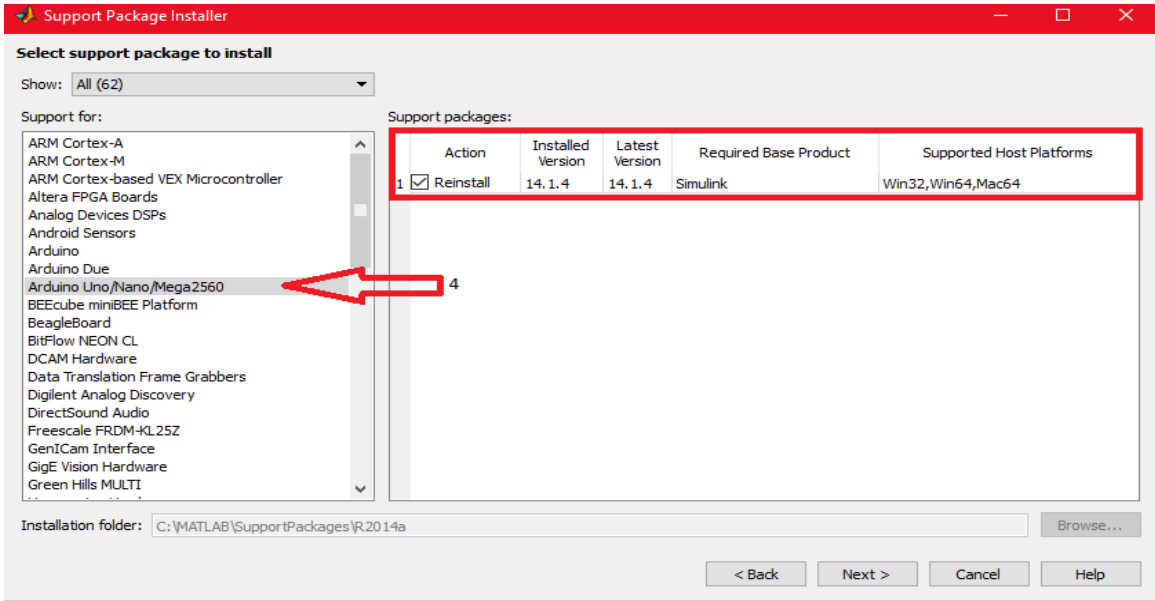 Support Package Installer
Select support package to install
Show: All (62)
Support for:
Support packages:
ARM Cortex-A
ARM Cortex-M
ARM Cortex-based VEX Microcontroller
Altera FPGA Boards
Analog Devices DSPs
Android Sensors
Arduino
Arduino Due
Arduino Uno/Nano/Mega2560
BEEcube miniBEE Platform
BeagleBoard
BitFlow NEON CL
DCAM Hardware
Data Translation Frame Grabbers
Digilent Analog Discovery
DirectSound Audio
Freescale FRDM-KL25Z
GenICam Interface
GigE Vision Hardware
Green Hills MULTI
Action Installed Version Latest Version Required Base Product Supported Host Platforms
1 Reinstall 14.1.4 14.1.4 Simulink Win32,Win64,Mac64
4
Installation folder: C:\MATLAB\SupportPackages\R2014a Browse...
< Back Next > Cancel Help